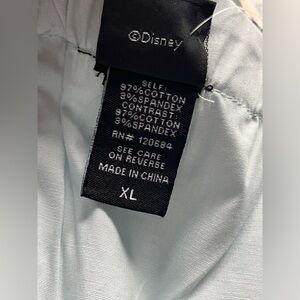 ©Disney
SELF:
97%COTTON
3%SPANDEX
CONTRAST:
97%COTTON
3%SPANDEX
RN# 120684
SEE CARE
ON REVERSE
MADE IN CHINA
XL